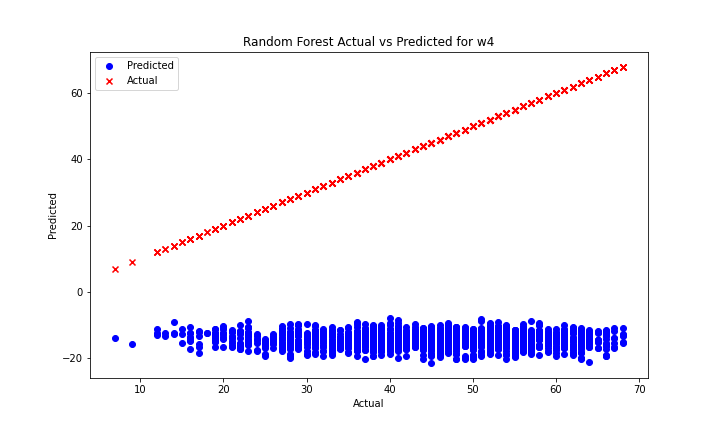 Random Forest Actual vs Predicted for w4
Predicted
Actual
60
40
20
0
−20
Predicted
10 20 30 40 50 60 70
Actual